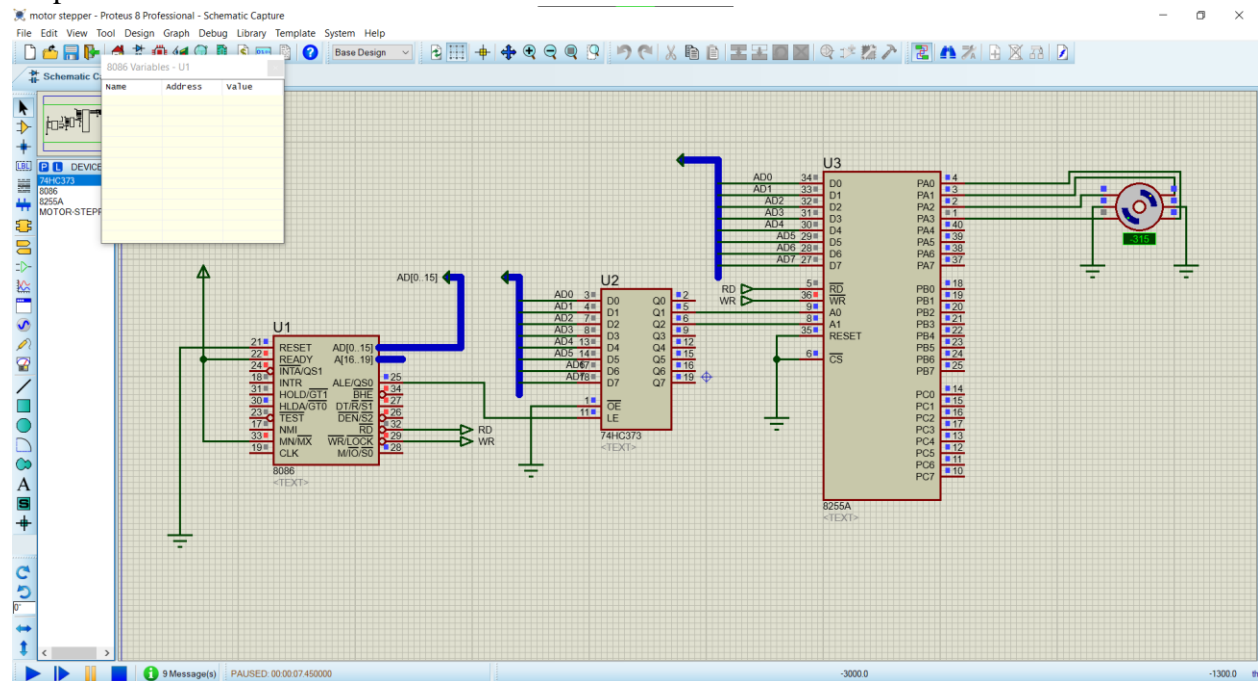 motor stepper - Proteus 8 Professional - Schematic Capture
File Edit View Tool Design Graph Debug Library Template System Help
Base Design
Schematic C
8086 Variables - U1
Name Address Value
P L DEVICE
74HC373
8086
8255A
MOTOR-STEPP
LBL
A
S
0°
U1
21 RESET
22 READY
24 INTA/QS1
18 INTR
31 HOLD/GT1
30 HLDA/GT0
23 TEST
17 NMI
33 MN/MX
19 CLK
AD[0..15]
A[16..19]
ALE/QS0 25
BHE 34
DT/R/S1 27
DEN/S2 26
RD 32
WR/LOCK 29
M/IO/S0 28
8086
<TEXT>
AD[0..15]
RD
WR
U2
AD0 3 D0 Q0 2
AD1 4 D1 Q1 5
AD2 7 D2 Q2 6
AD3 8 D3 Q3 9
AD4 13 D4 Q4 12
AD5 14 D5 Q5 15
D6 Q6 16
D7 Q7 19
1 OE
11 LE
74HC373
<TEXT>
U3
AD0 34 D0 PA0 4
AD1 33 D1 PA1 3
AD2 32 D2 PA2 2
AD3 31 D3 PA3 1
AD4 30 D4 PA4 40
AD5 29 D5 PA5 39
AD6 28 D6 PA6 38
AD7 27 D7 PA7 37
RD 5 RD PB0 18
WR 36 WR PB1 19
9 A0 PB2 20
8 A1 PB3 21
35 RESET PB4 22
PB5 23
6 CS PB6 24
PB7 25
PC0 14
PC1 15
PC2 16
PC3 17
PC4 13
PC5 12
PC6 11
PC7 10
8255A
<TEXT>
-315
9 Message(s) PAUSED: 00:00:07.450000 -3000.0 -1300.0 th